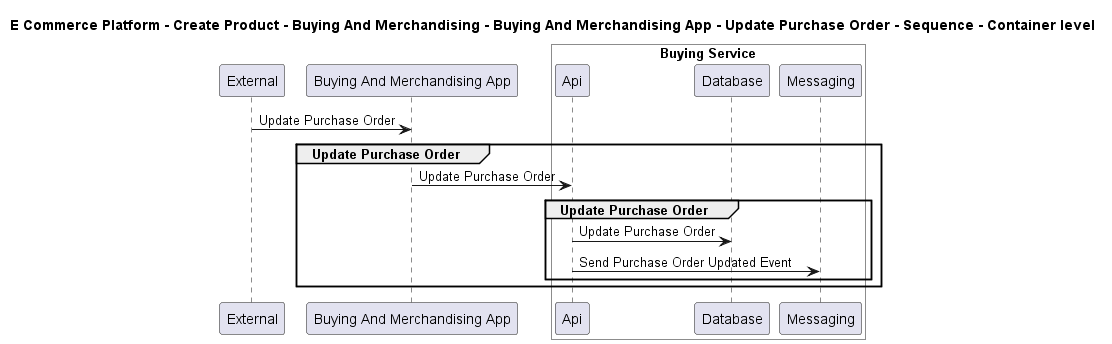 E Commerce Platform - Create Product - Buying And Merchandising - Buying And Merchandising App - Update Purchase Order - Sequence - Container level
Buying Service
External Buying And Merchandising App Api Database Messaging
Update Purchase Order
Update Purchase Order
Update Purchase Order
Update Purchase Order
Update Purchase Order
Send Purchase Order Updated Event
External Buying And Merchandising App Api Database Messaging